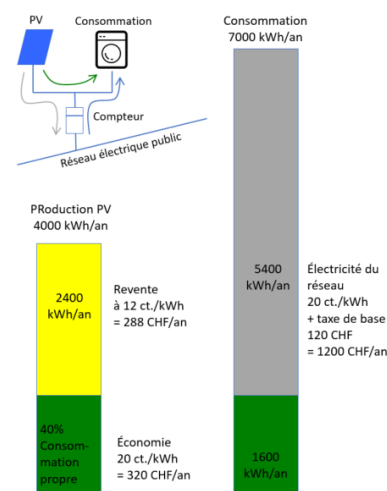 PV
Consommation
Compteur
Réseau électrique public
Consommation
7000 kWh/an
PRoduction PV
4000 kWh/an
2400
kWh/an
Revente
à 12 ct./kWh
= 288 CHF/an
40%
Consom-
mation
propre
Économie
20 ct./kWh
= 320 CHF/an
5400
kWh/an
Électricité du
réseau
20 ct./kWh
+ taxe de base
120 CHF
= 1200 CHF/an
1600
kWh/an